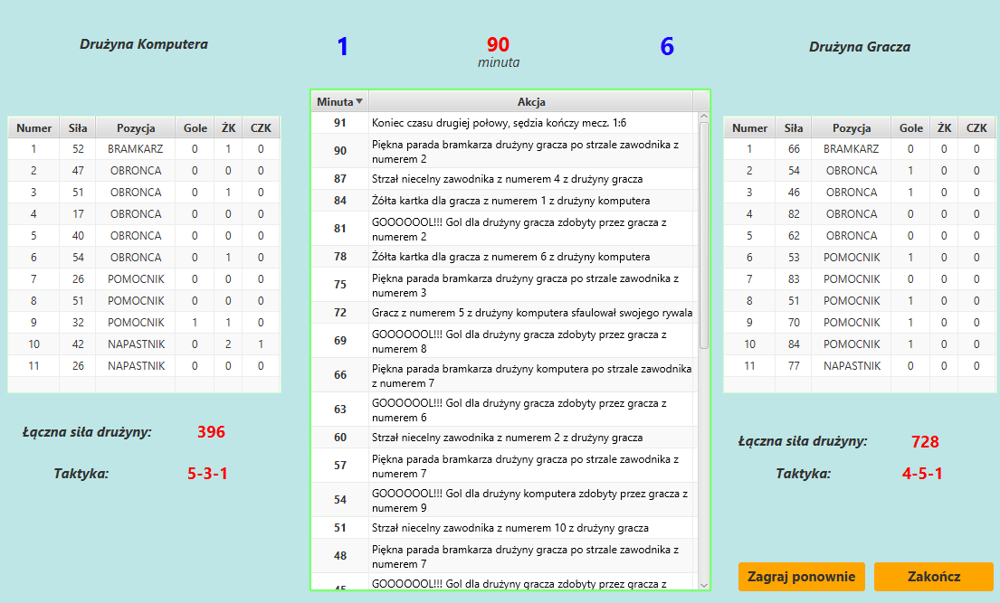 Drużyna Komputera
1
90
minuta
6
Drużyna Gracza
Numer Siła Pozycja Gole ŻK CZK
1 52 BRAMKARZ 0 1 0
2 47 OBRONCA 0 0 0
3 51 OBRONCA 0 1 0
4 17 OBRONCA 0 0 0
5 40 OBRONCA 0 0 0
6 54 OBRONCA 0 1 0
7 26 POMOCNIK 0 0 0
8 51 POMOCNIK 0 0 0
9 32 POMOCNIK 1 1 0
10 42 NAPASTNIK 0 2 1
11 26 NAPASTNIK 0 0 0
Łączna siła drużyny: 396
Taktyka: 5-3-1
Minuta Akcja
91 Koniec czasu drugiej połowy, sędzia kończy mecz. 1:6
90 Piękna parada bramkarza drużyny gracza po strzale zawodnika z
numerem 2
87 Strzał niecelny zawodnika z numerem 4 z drużyny gracza
84 Żółta kartka dla gracza z numerem 1 z drużyny komputera
81 GOOOOOOL!!! Gol dla drużyny gracza zdobyty przez gracza z
numerem 2
78 Żółta kartka dla gracza z numerem 6 z drużyny komputera
75 Piękna parada bramkarza drużyny gracza po strzale zawodnika z
numerem 3
72 Gracz z numerem 5 z drużyny komputera sfaulował swojego rywala
69 GOOOOOOL!!! Gol dla drużyny gracza zdobyty przez gracza z
numerem 8
66 Piękna parada bramkarza drużyny komputera po strzale zawodnika
z numerem 7
63 GOOOOOOL!!! Gol dla drużyny gracza zdobyty przez gracza z
numerem 6
60 Strzał niecelny zawodnika z numerem 2 z drużyny gracza
57 Piękna parada bramkarza drużyny gracza po strzale zawodnika z
numerem 7
54 GOOOOOOL!!! Gol dla drużyny komputera zdobyty przez gracza z
numerem 9
51 Strzał niecelny zawodnika z numerem 10 z drużyny gracza
48 Piękna parada bramkarza drużyny gracza po strzale zawodnika z
numerem 7
45 GOOOOOOL!!! Gol dla drużyny gracza zdobyty przez gracza z
Numer Siła Pozycja Gole ŻK CZK
1 66 BRAMKARZ 0 0 0
2 54 OBRONCA 1 0 0
3 46 OBRONCA 1 0 0
4 82 OBRONCA 0 0 0
5 62 OBRONCA 0 0 0
6 53 POMOCNIK 1 0 0
7 83 POMOCNIK 0 0 0
8 51 POMOCNIK 1 0 0
9 70 POMOCNIK 1 0 0
10 84 POMOCNIK 1 0 0
11 77 NAPASTNIK 0 0 0
Łączna siła drużyny: 728
Taktyka: 4-5-1
Zagraj ponownie
Zakończ